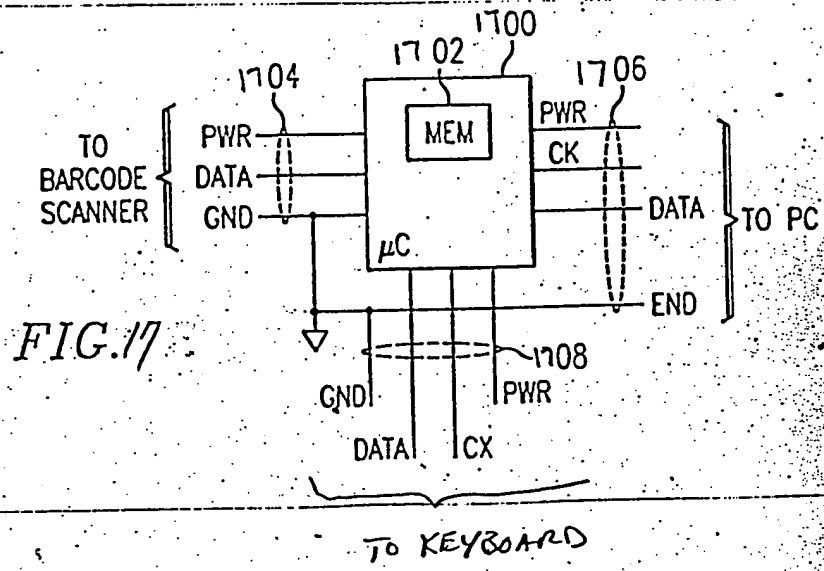 1700
1702
1704
1706
MEM
PWR
CK
DATA
END
TO PC
TO
BARCODE
SCANNER
PWR
DATA
GND
μC
FIG.17
1708
GND
PWR
DATA
CX
TO KEYBOARD